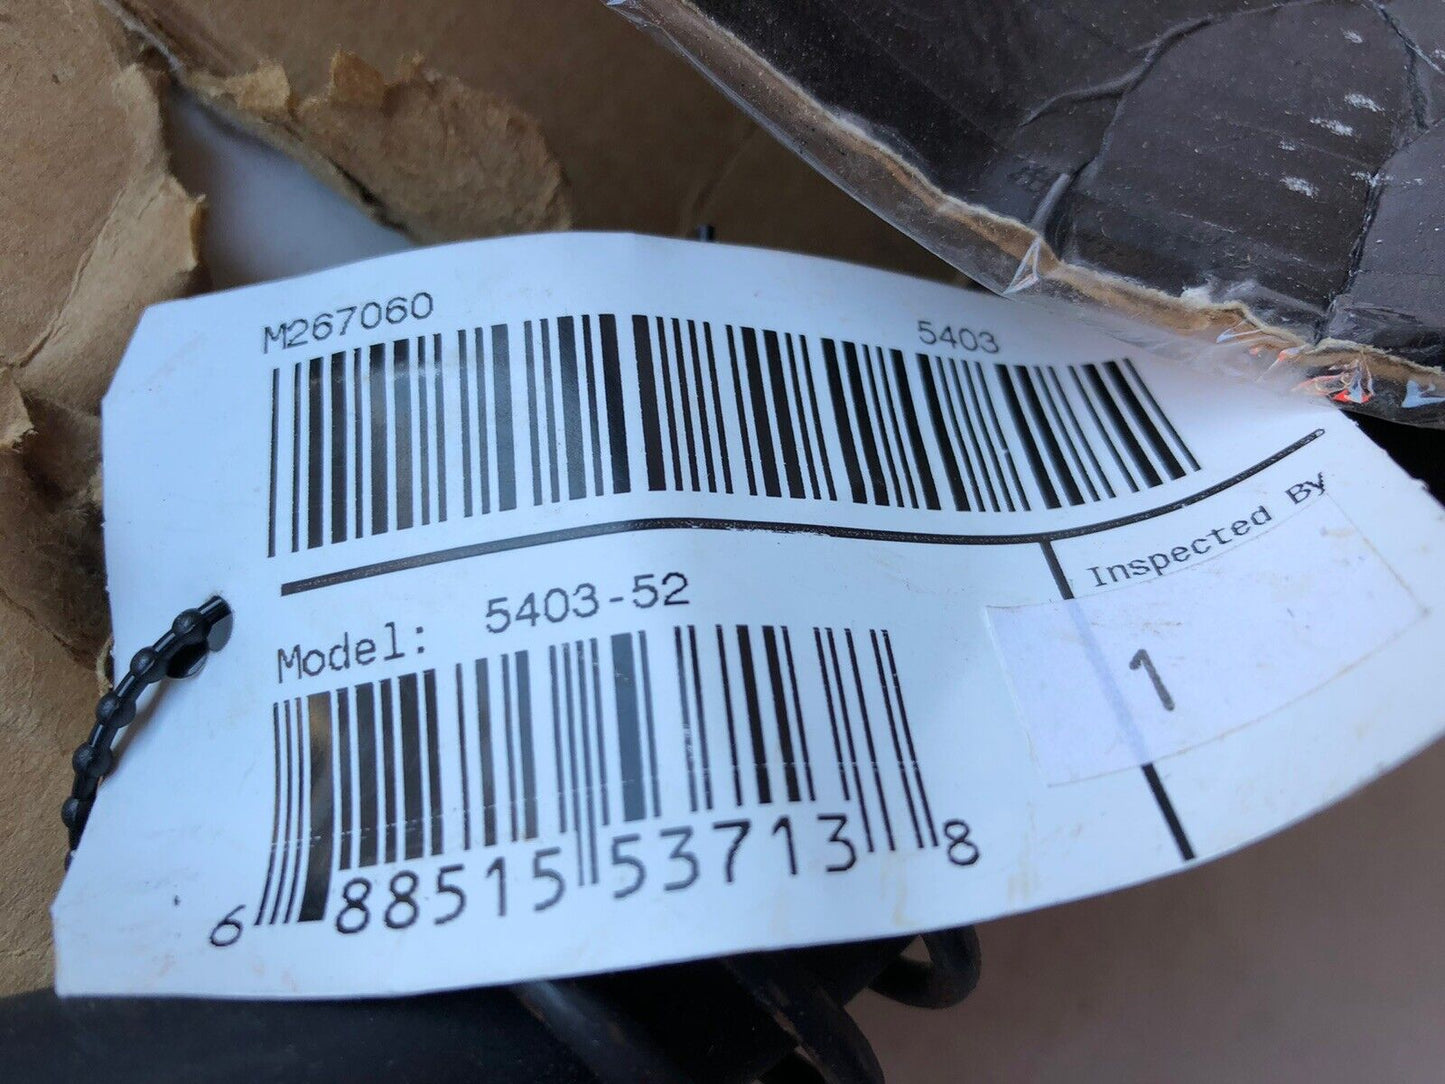 M267060
5403
Model: 5403-52
Inspected By
1
6 88515 53713 8